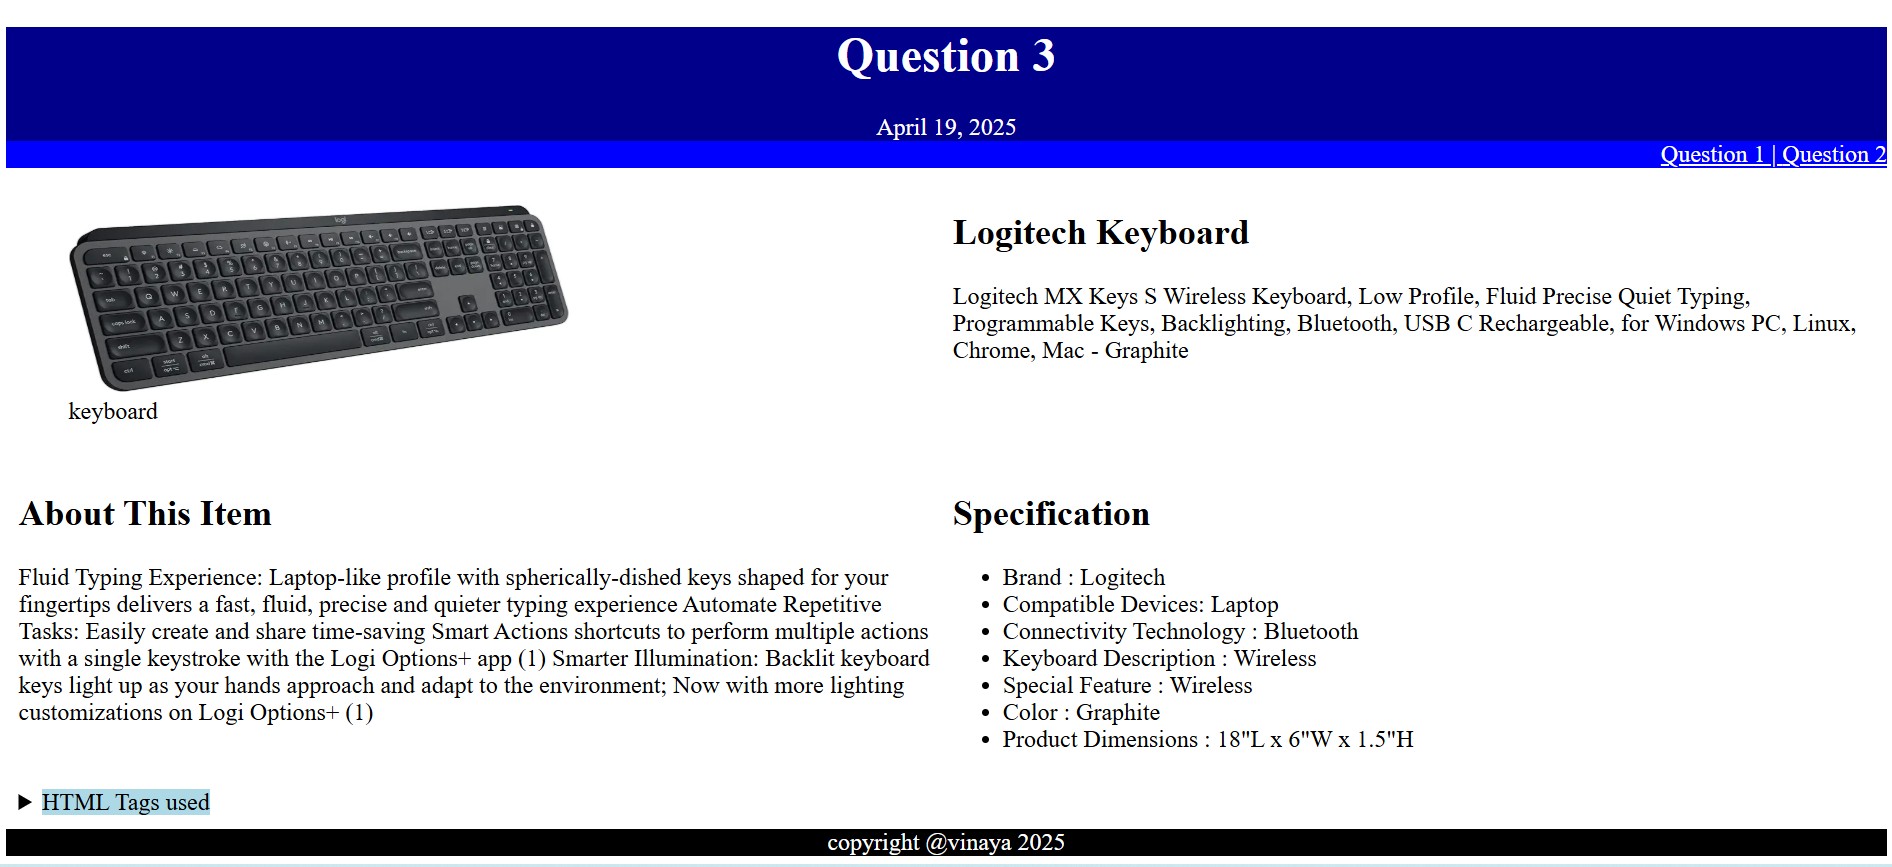 Question 3
April 19, 2025
Question 1 | Question 2
logi
keyboard
Logitech Keyboard
Logitech MX Keys S Wireless Keyboard, Low Profile, Fluid Precise Quiet Typing,
Programmable Keys, Backlighting, Bluetooth, USB C Rechargeable, for Windows PC, Linux,
Chrome, Mac - Graphite
About This Item
Fluid Typing Experience: Laptop-like profile with spherically-dished keys shaped for your
fingertips delivers a fast, fluid, precise and quieter typing experience Automate Repetitive
Tasks: Easily create and share time-saving Smart Actions shortcuts to perform multiple actions
with a single keystroke with the Logi Options+ app (1) Smarter Illumination: Backlit keyboard
keys light up as your hands approach and adapt to the environment; Now with more lighting
customizations on Logi Options+ (1)
Specification
Brand : Logitech
Compatible Devices: Laptop
Connectivity Technology : Bluetooth
Keyboard Description : Wireless
Special Feature : Wireless
Color : Graphite
Product Dimensions : 18"L x 6"W x 1.5"H
HTML Tags used
copyright @vinaya 2025